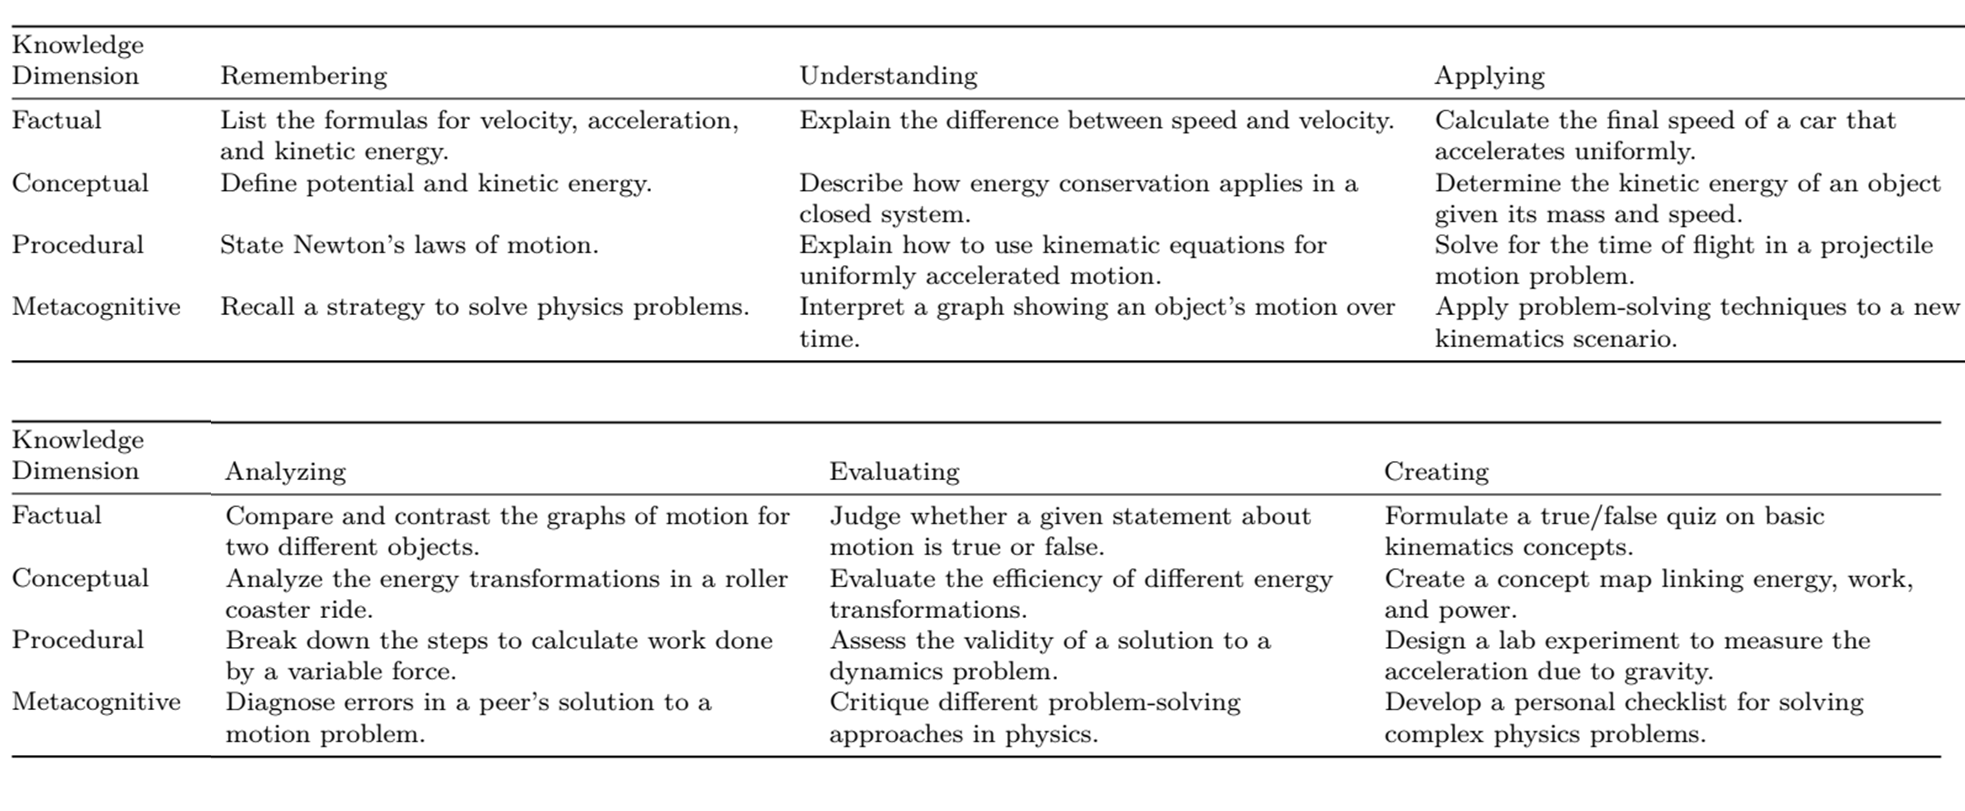 Knowledge
Dimension Remembering Understanding Applying
Factual List the formulas for velocity, acceleration, Explain the difference between speed and velocity. Calculate the final speed of a car that
and kinetic energy. accelerates uniformly.
Conceptual Define potential and kinetic energy. Describe how energy conservation applies in a Determine the kinetic energy of an object
closed system. given its mass and speed.
Procedural State Newton's laws of motion. Explain how to use kinematic equations for Solve for the time of flight in a projectile
uniformly accelerated motion. motion problem.
Metacognitive Recall a strategy to solve physics problems. Interpret a graph showing an object's motion over Apply problem-solving techniques to a new
time. kinematics scenario.
Knowledge
Dimension Analyzing Evaluating Creating
Factual Compare and contrast the graphs of motion for Judge whether a given statement about Formulate a true/false quiz on basic
two different objects. motion is true or false. kinematics concepts.
Conceptual Analyze the energy transformations in a roller Evaluate the efficiency of different energy Create a concept map linking energy, work,
coaster ride. transformations. and power.
Procedural Break down the steps to calculate work done Assess the validity of a solution to a Design a lab experiment to measure the
by a variable force. dynamics problem. acceleration due to gravity.
Metacognitive Diagnose errors in a peer's solution to a Critique different problem-solving Develop a personal checklist for solving
motion problem. approaches in physics. complex physics problems.